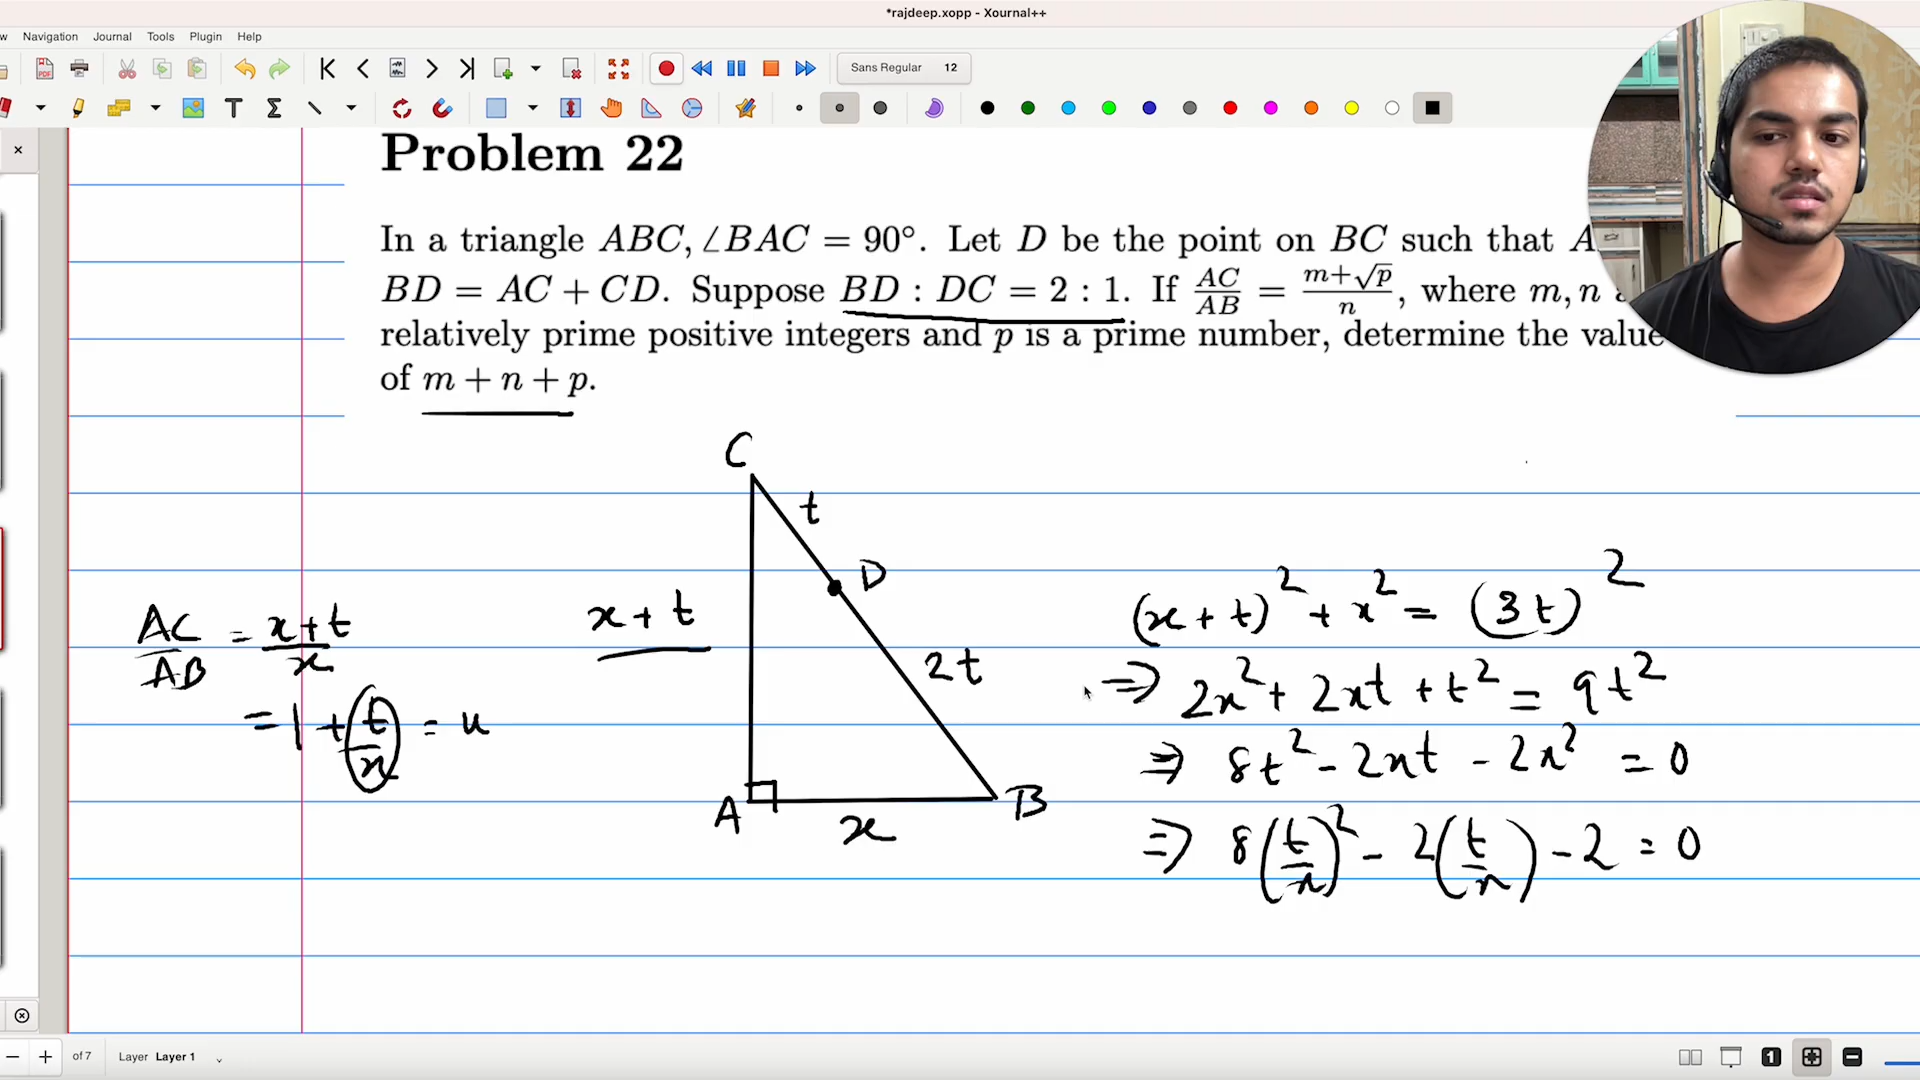 *rajdeep.xopp - Xournal++
w Navigation Journal Tools Plugin Help
Sans Regular 12
Problem 22
In a triangle ABC, ∠BAC = 90°. Let D be the point on BC such that A
BD = AC + CD. Suppose BD : DC = 2 : 1. If AC/AB = (m+√p)/n, where m, n
relatively prime positive integers and p is a prime number, determine the value
of m + n + p.
C
t
D
x + t
2t
A
x
B
AC/AB = (x+t)/x
= 1 + t/x = u
(x + t)² + x² = (3t)²
⇒ 2x² + 2xt + t² = 9t²
⇒ 8t² - 2xt - 2x² = 0
⇒ 8(t/x)² - 2(t/x) - 2 = 0
of 7 Layer Layer 1
1